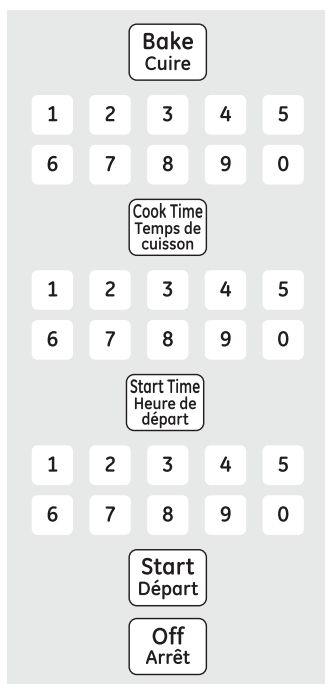 Bake
Cuire
1 2 3 4 5
6 7 8 9 0
Cook Time
Temps de
cuisson
1 2 3 4 5
6 7 8 9 0
Start Time
Heure de
départ
1 2 3 4 5
6 7 8 9 0
Start
Départ
Off
Arrêt